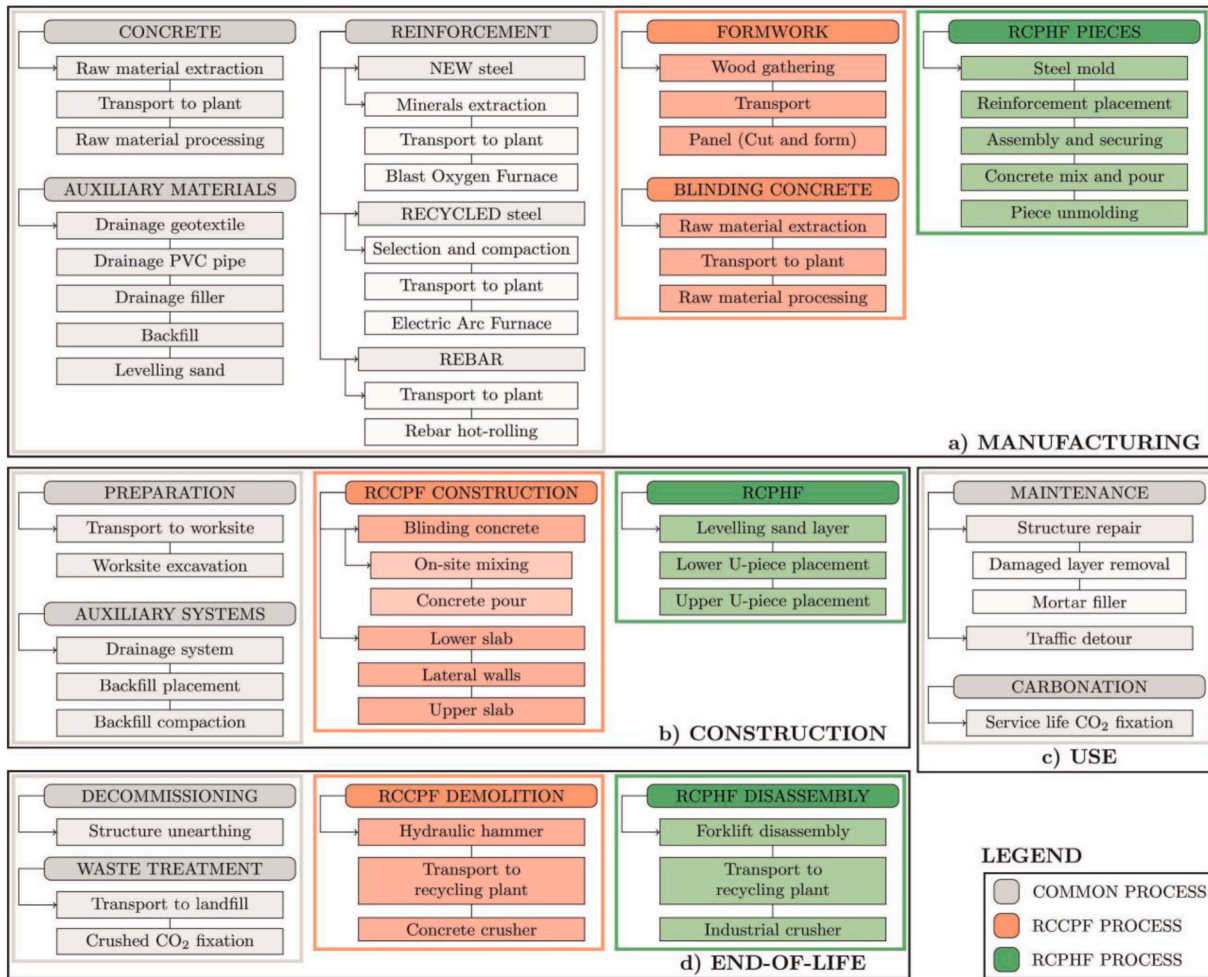 CONCRETE
Raw material extraction
Transport to plant
Raw material processing
AUXILIARY MATERIALS
Drainage geotextile
Drainage PVC pipe
Drainage filler
Backfill
Levelling sand
REINFORCEMENT
NEW steel
Minerals extraction
Transport to plant
Blast Oxygen Furnace
RECYCLED steel
Selection and compaction
Transport to plant
Electric Arc Furnace
REBAR
Transport to plant
Rebar hot-rolling
FORMWORK
Wood gathering
Transport
Panel (Cut and form)
BLINDING CONCRETE
Raw material extraction
Transport to plant
Raw material processing
RCPHF PIECES
Steel mold
Reinforcement placement
Assembly and securing
Concrete mix and pour
Piece unmolding
a) MANUFACTURING
PREPARATION
Transport to worksite
Worksite excavation
AUXILIARY SYSTEMS
Drainage system
Backfill placement
Backfill compaction
RCCPF CONSTRUCTION
Blinding concrete
On-site mixing
Concrete pour
Lower slab
Lateral walls
Upper slab
RCPHF
Levelling sand layer
Lower U-piece placement
Upper U-piece placement
b) CONSTRUCTION
MAINTENANCE
Structure repair
Damaged layer removal
Mortar filler
Traffic detour
CARBONATION
Service life CO₂ fixation
c) USE
DECOMMISSIONING
Structure unearthing
WASTE TREATMENT
Transport to landfill
Crushed CO₂ fixation
RCCPF DEMOLITION
Hydraulic hammer
Transport to
recycling plant
Concrete crusher
RCPHF DISASSEMBLY
Forklift disassembly
Transport to
recycling plant
Industrial crusher
d) END-OF-LIFE
LEGEND
COMMON PROCESS
RCCPF PROCESS
RCPHF PROCESS